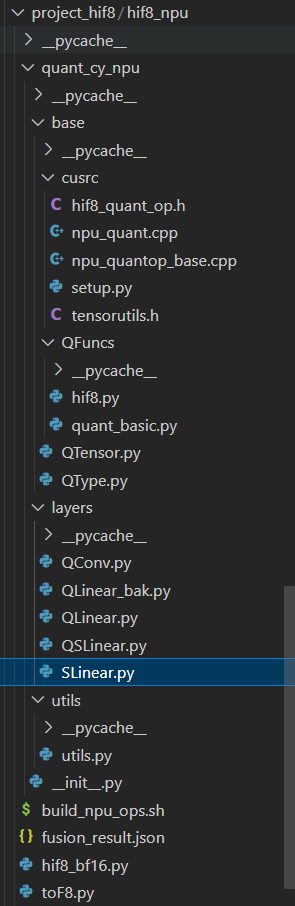 project_hif8 / hif8_npu
__pycache__
quant_cy_npu
__pycache__
base
__pycache__
cusrc
hif8_quant_op.h
npu_quant.cpp
npu_quantop_base.cpp
setup.py
tensorutils.h
QFuncs
__pycache__
hif8.py
quant_basic.py
QTensor.py
QType.py
layers
__pycache__
QConv.py
QLinear_bak.py
QLinear.py
QSLinear.py
SLinear.py
utils
__pycache__
utils.py
__init__.py
build_npu_ops.sh
fusion_result.json
hif8_bf16.py
toF8.py